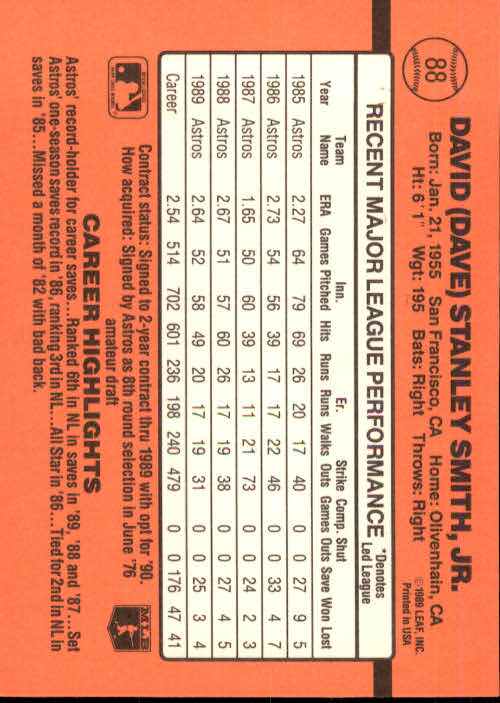 88
DAVID (DAVE) STANLEY SMITH, JR.
Born: Jan. 21, 1955 San Francisco, CA Home: Olivenhain, CA
Ht: 6' 1" Wgt: 195 Bats: Right Throws: Right
©1989 LEAF, INC.
Printed in USA
RECENT MAJOR LEAGUE PERFORMANCE
*Denotes
Led League
Team Inn. Er. Strike Comp. Shut
Year Name ERA Games Pitched Hits Runs Runs Walks Outs Games Outs Save Won Lost
1985 Astros 2.27 64 79 69 26 20 17 40 0 0 27 9 5
1986 Astros 2.73 54 56 39 17 17 22 46 0 0 33 4 7
1987 Astros 1.65 50 60 39 13 11 21 73 0 0 24 2 3
1988 Astros 2.67 51 57 60 26 17 19 38 0 0 27 4 5
1989 Astros 2.64 52 58 49 20 17 19 31 0 0 25 3 4
Career 2.54 514 702 601 236 198 240 479 0 0 176 47 41
Contract status: Signed to 2-year contract thru 1989 with opt for '90.
How acquired: Signed by Astros as 8th round selection in June '76
amateur draft
MLB
CAREER HIGHLIGHTS
Astros' record-holder for career saves...Ranked 6th in NL in saves in '89, '88 and '87...Set
Astros' one-season saves record in '86, ranking 3rd in NL...All Star in '86...Tied for 2nd in NL in
saves in '85...Missed a month of '82 with bad back.